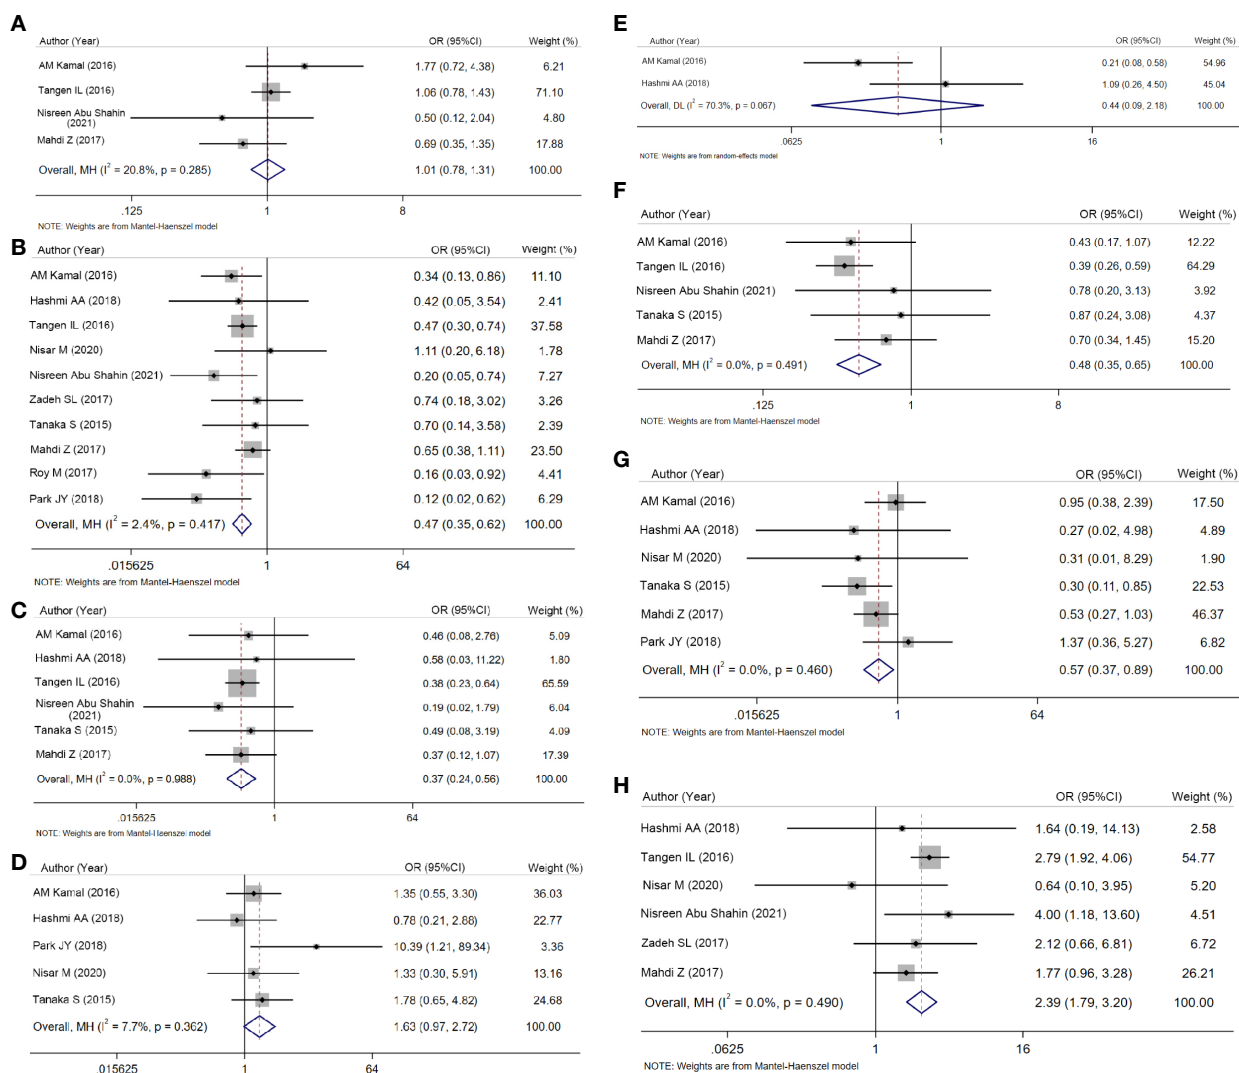 A
Author (Year) OR (95%CI) Weight (%)
AM Kamal (2016) 1.77 (0.72, 4.38) 6.21
Tangen IL (2016) 1.06 (0.78, 1.43) 71.10
Nisreen Abu Shahin
(2021) 0.50 (0.12, 2.04) 4.80
Mahdi Z (2017) 0.69 (0.35, 1.35) 17.88
Overall, MH (I² = 20.8%, p = 0.285) 1.01 (0.78, 1.31) 100.00
.125 1 8
NOTE: Weights are from Mantel-Haenszel model
B
Author (Year) OR (95%CI) Weight (%)
AM Kamal (2016) 0.34 (0.13, 0.86) 11.10
Hashmi AA (2018) 0.42 (0.05, 3.54) 2.41
Tangen IL (2016) 0.47 (0.30, 0.74) 37.58
Nisar M (2020) 1.11 (0.20, 6.18) 1.78
Nisreen Abu Shahin (2021) 0.20 (0.05, 0.74) 7.27
Zadeh SL (2017) 0.74 (0.18, 3.02) 3.26
Tanaka S (2015) 0.70 (0.14, 3.58) 2.39
Mahdi Z (2017) 0.65 (0.38, 1.11) 23.50
Roy M (2017) 0.16 (0.03, 0.92) 4.41
Park JY (2018) 0.12 (0.02, 0.62) 6.29
Overall, MH (I² = 2.4%, p = 0.417) 0.47 (0.35, 0.62) 100.00
.015625 1 64
NOTE: Weights are from Mantel-Haenszel model
C
Author (Year) OR (95%CI) Weight (%)
AM Kamal (2016) 0.46 (0.08, 2.76) 5.09
Hashmi AA (2018) 0.58 (0.03, 11.22) 1.80
Tangen IL (2016) 0.38 (0.23, 0.64) 65.59
Nisreen Abu Shahin
(2021) 0.19 (0.02, 1.79) 6.04
Tanaka S (2015) 0.49 (0.08, 3.19) 4.09
Mahdi Z (2017) 0.37 (0.12, 1.07) 17.39
Overall, MH (I² = 0.0%, p = 0.988) 0.37 (0.24, 0.56) 100.00
.015625 1 64
NOTE: Weights are from Mantel-Haenszel model
D
Author (Year) OR (95%CI) Weight (%)
AM Kamal (2016) 1.35 (0.55, 3.30) 36.03
Hashmi AA (2018) 0.78 (0.21, 2.88) 22.77
Park JY (2018) 10.39 (1.21, 89.34) 3.36
Nisar M (2020) 1.33 (0.30, 5.91) 13.16
Tanaka S (2015) 1.78 (0.65, 4.82) 24.68
Overall, MH (I² = 7.7%, p = 0.362) 1.63 (0.97, 2.72) 100.00
.015625 1 64
E
Author (Year) OR (95%CI) Weight (%)
AM Kamal (2016) 0.21 (0.08, 0.58) 54.96
Hashmi AA (2018) 1.09 (0.26, 4.50) 45.04
Overall, DL (I² = 70.3%, p = 0.067) 0.44 (0.09, 2.18) 100.00
.0625 1 16
NOTE: Weights are from random-effects model
F
Author (Year) OR (95%CI) Weight (%)
AM Kamal (2016) 0.43 (0.17, 1.07) 12.22
Tangen IL (2016) 0.39 (0.26, 0.59) 64.29
Nisreen Abu Shahin (2021) 0.78 (0.20, 3.13) 3.92
Tanaka S (2015) 0.87 (0.24, 3.08) 4.37
Mahdi Z (2017) 0.70 (0.34, 1.45) 15.20
Overall, MH (I² = 0.0%, p = 0.491) 0.48 (0.35, 0.65) 100.00
.125 1 8
NOTE: Weights are from Mantel-Haenszel model
G
Author (Year) OR (95%CI) Weight (%)
AM Kamal (2016) 0.95 (0.38, 2.39) 17.50
Hashmi AA (2018) 0.27 (0.02, 4.98) 4.89
Nisar M (2020) 0.31 (0.01, 8.29) 1.90
Tanaka S (2015) 0.30 (0.11, 0.85) 22.53
Mahdi Z (2017) 0.53 (0.27, 1.03) 46.37
Park JY (2018) 1.37 (0.36, 5.27) 6.82
Overall, MH (I² = 0.0%, p = 0.460) 0.57 (0.37, 0.89) 100.00
.015625 1 64
NOTE: Weights are from Mantel-Haenszel model
H
Author (Year) OR (95%CI) Weight (%)
Hashmi AA (2018) 1.64 (0.19, 14.13) 2.58
Tangen IL (2016) 2.79 (1.92, 4.06) 54.77
Nisar M (2020) 0.64 (0.10, 3.95) 5.20
Nisreen Abu Shahin (2021) 4.00 (1.18, 13.60) 4.51
Zadeh SL (2017) 2.12 (0.66, 6.81) 6.72
Mahdi Z (2017) 1.77 (0.96, 3.28) 26.21
Overall, MH (I² = 0.0%, p = 0.490) 2.39 (1.79, 3.20) 100.00
.0625 1 16
NOTE: Weights are from Mantel-Haenszel model